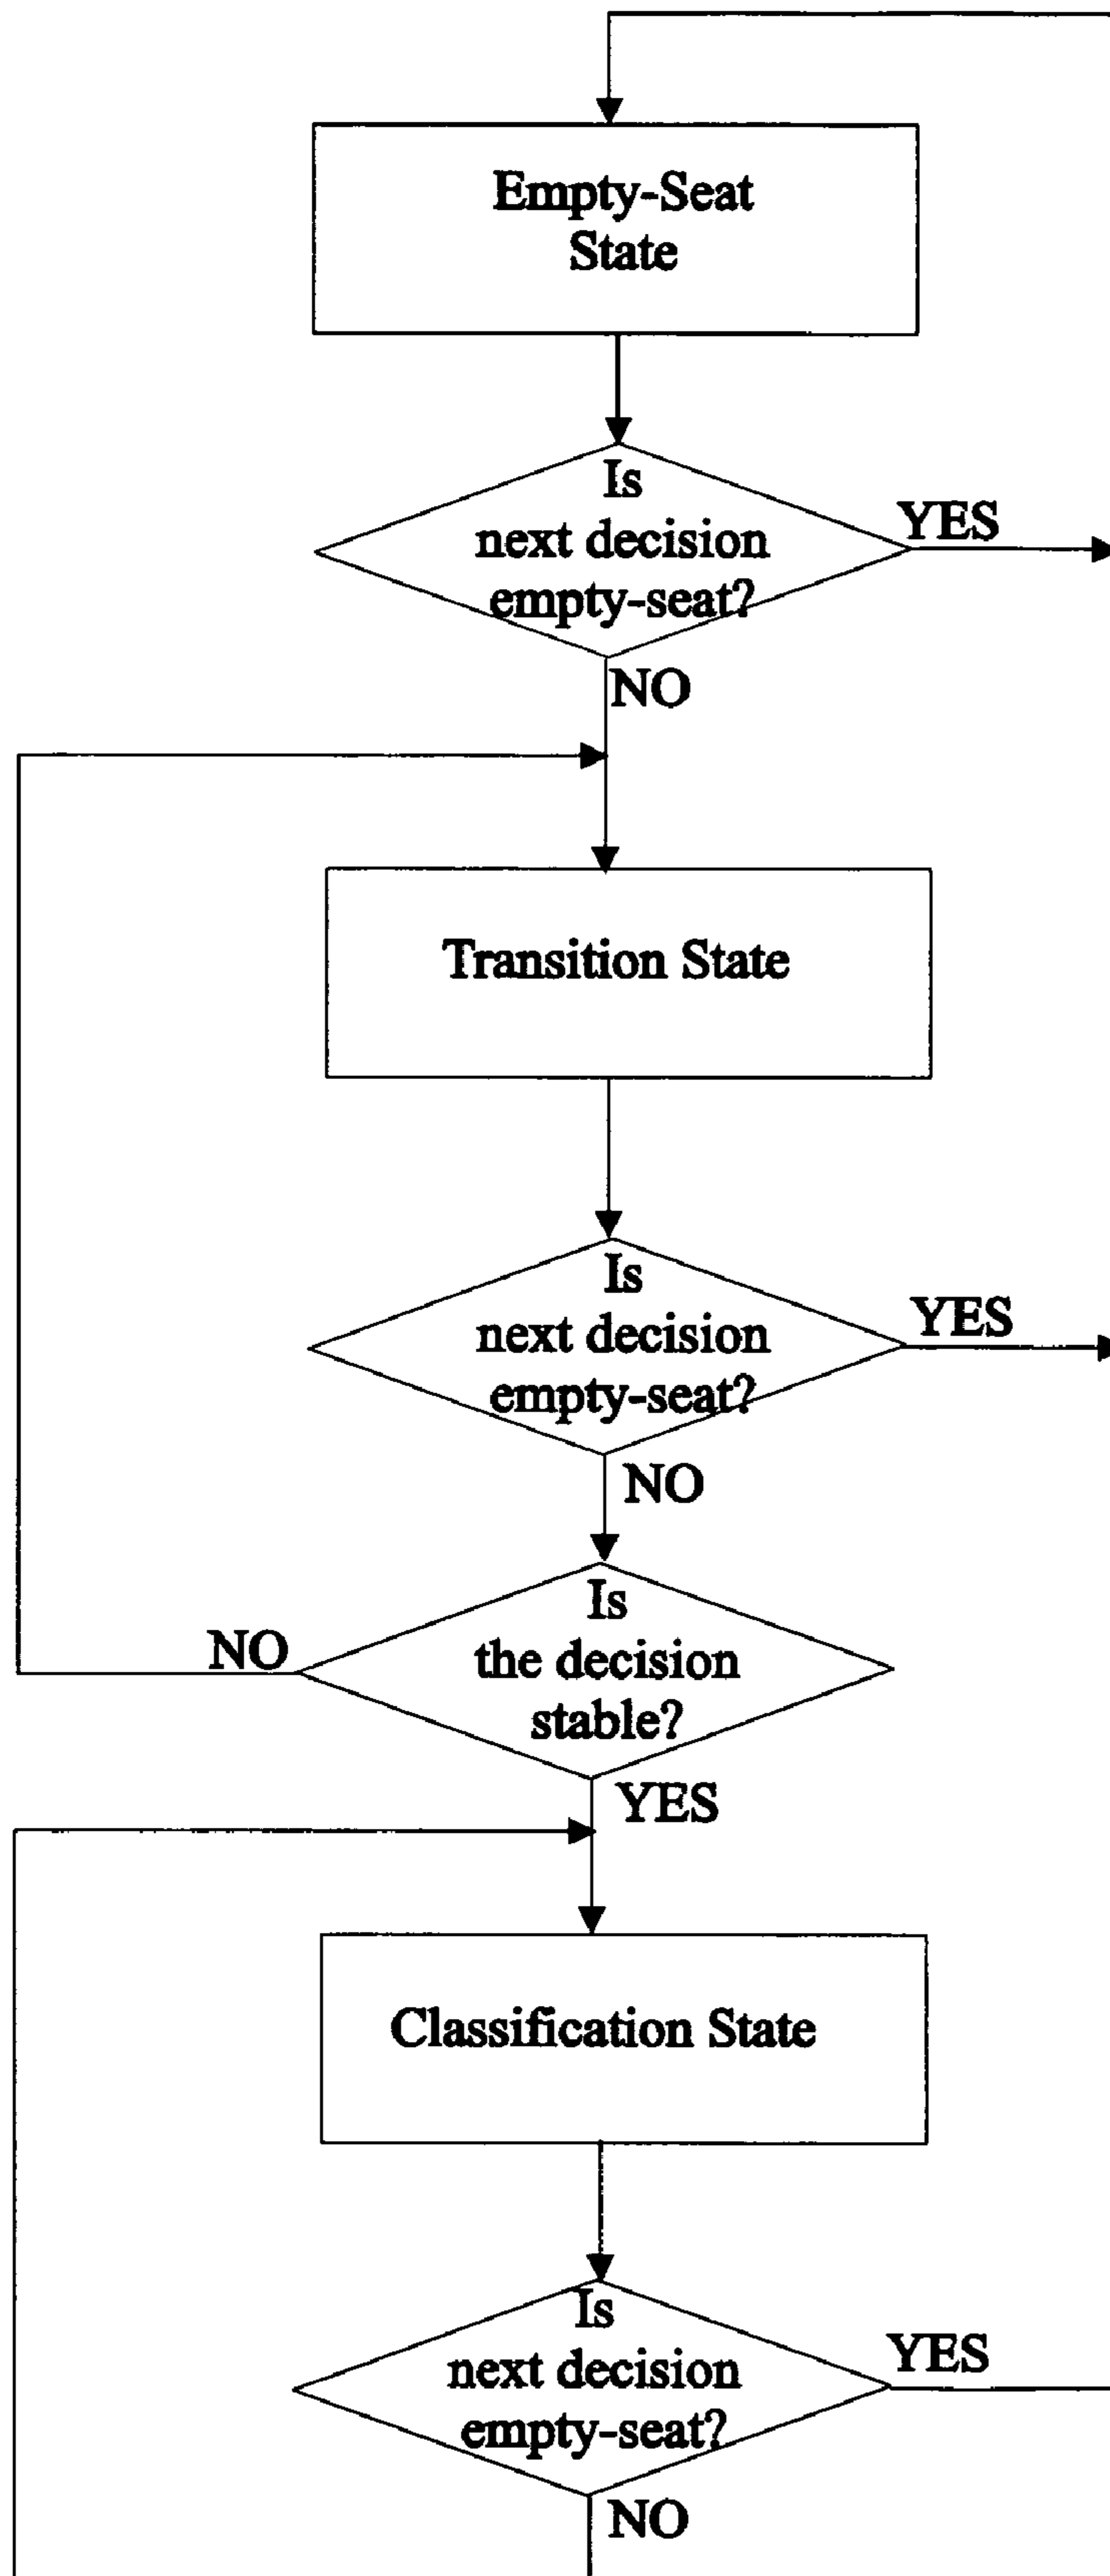 Empty-Seat
State
Is
next decision
empty-seat?
YES
NO
Transition State
Is
next decision
empty-seat?
YES
NO
Is
the decision
stable?
NO
YES
Classification State
Is
next decision
empty-seat?
YES
NO